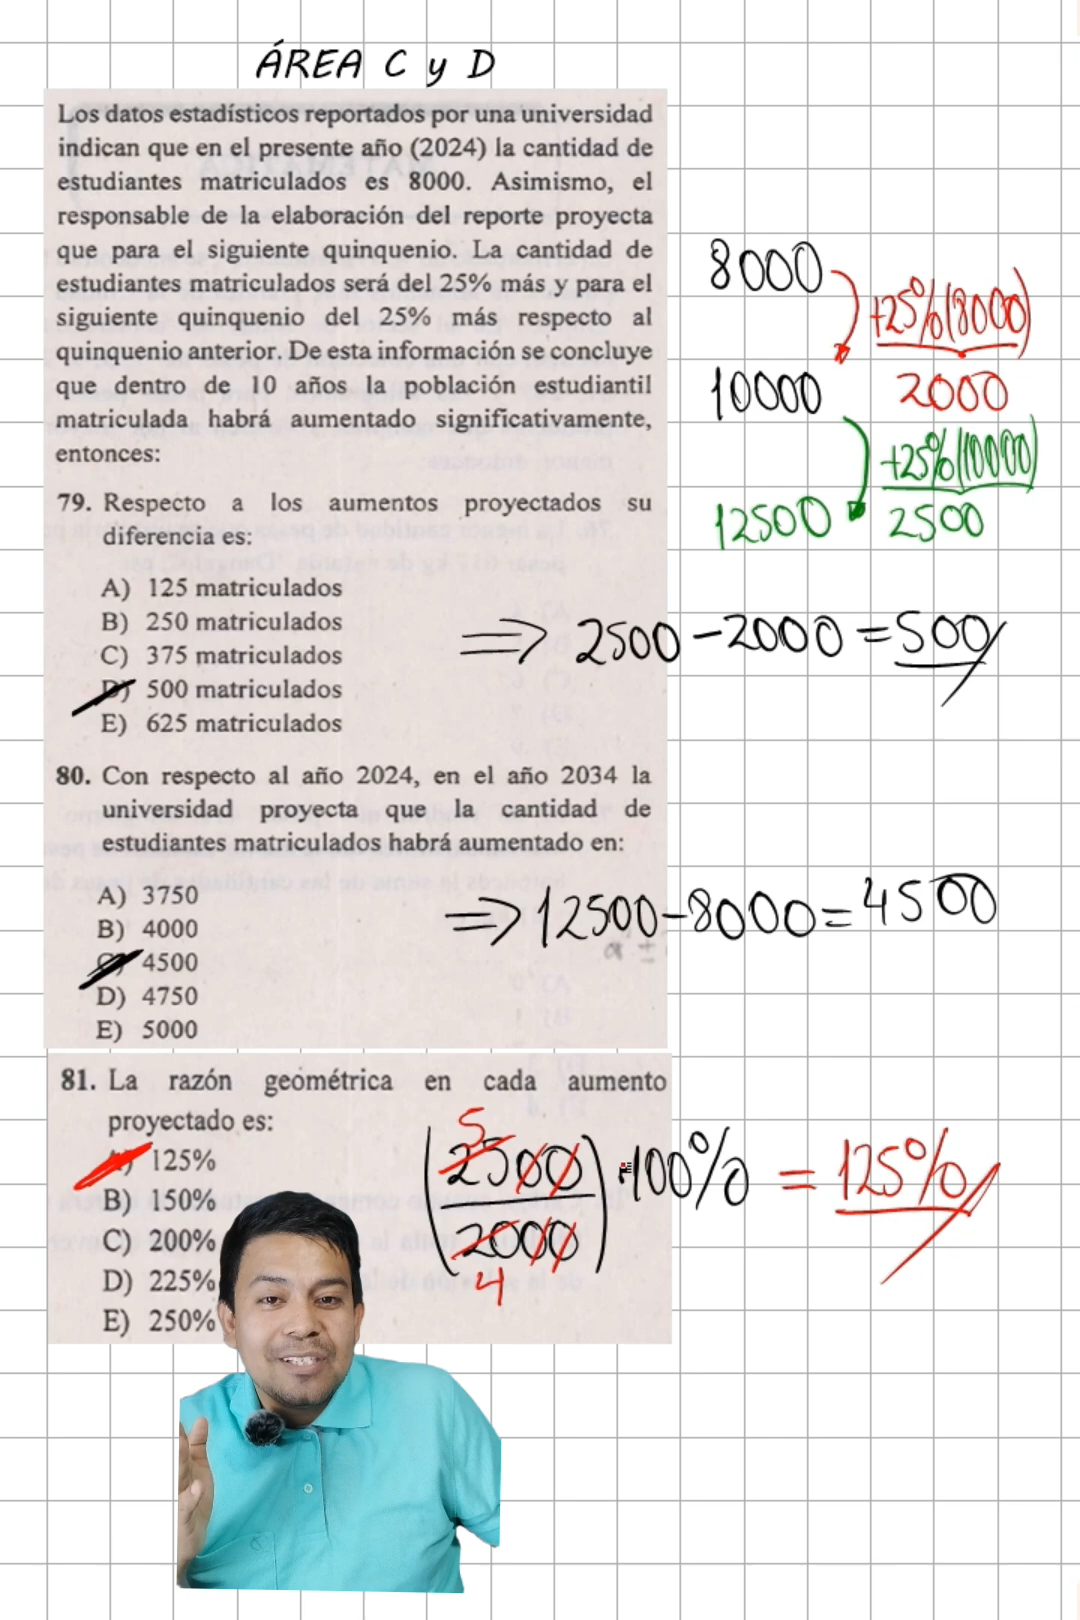 ÁREA C y D
Los datos estadísticos reportados por una universidad
indican que en el presente año (2024) la cantidad de
estudiantes matriculados es 8000. Asimismo, el
responsable de la elaboración del reporte proyecta
que para el siguiente quinquenio. La cantidad de
estudiantes matriculados será del 25% más y para el
siguiente quinquenio del 25% más respecto al
quinquenio anterior. De esta información se concluye
que dentro de 10 años la población estudiantil
matriculada habrá aumentado significativamente,
entonces:
8000
+25%(8000)
10000
2000
+25%(10000)
12500
2500
79. Respecto a los aumentos proyectados su
diferencia es:
A) 125 matriculados
B) 250 matriculados
C) 375 matriculados
D) 500 matriculados
E) 625 matriculados
⇒ 2500-2000=500
80. Con respecto al año 2024, en el año 2034 la
universidad proyecta que la cantidad de
estudiantes matriculados habrá aumentado en:
A) 3750
B) 4000
C) 4500
D) 4750
E) 5000
⇒ 12500-8000=4500
81. La razón geométrica en cada aumento
proyectado es:
A) 125%
B) 150%
C) 200%
D) 225%
E) 250%
5
(2500
2000) · 100% = 125%
4